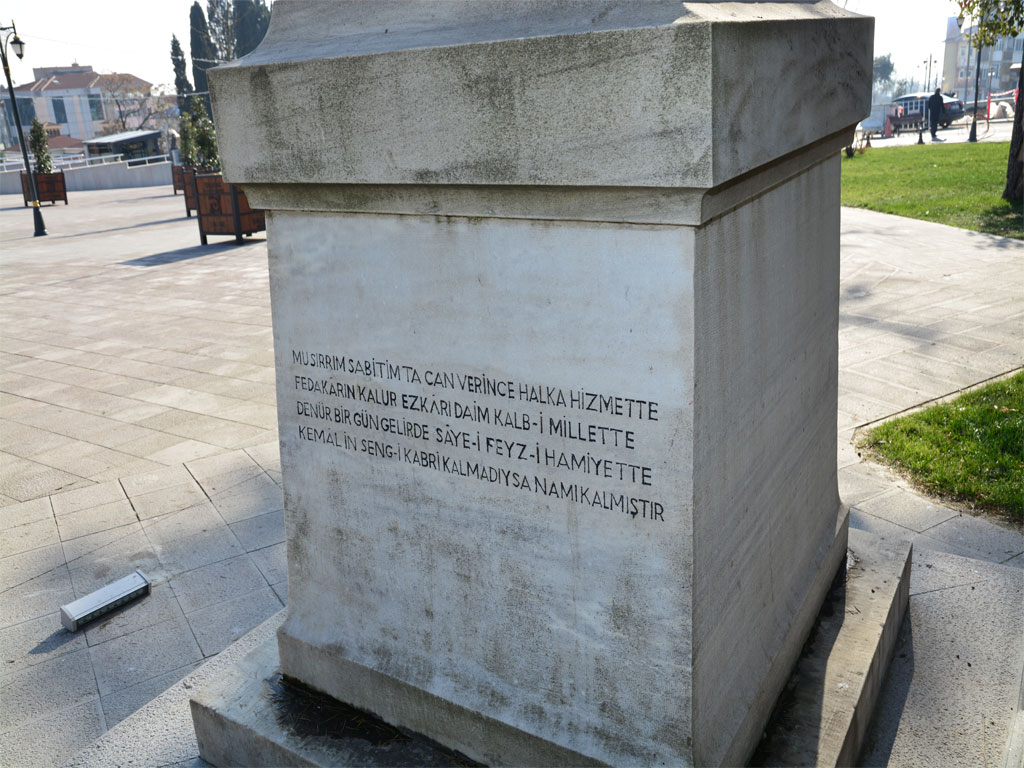 MUSIRRIM SABİTİM TA CAN VERİNCE HALKA HİZMETTE
FEDAKÂRIN KALUR EZKÂRI DAİM KALB-İ MİLLETTE
DENÜR BİR GÜN GELİRDE SÂYE-İ FEYZ-İ HAMİYETTE
KEMÂL İN SENG-İ KABRİ KALMADIYSA NAMI KALMIŞTIR